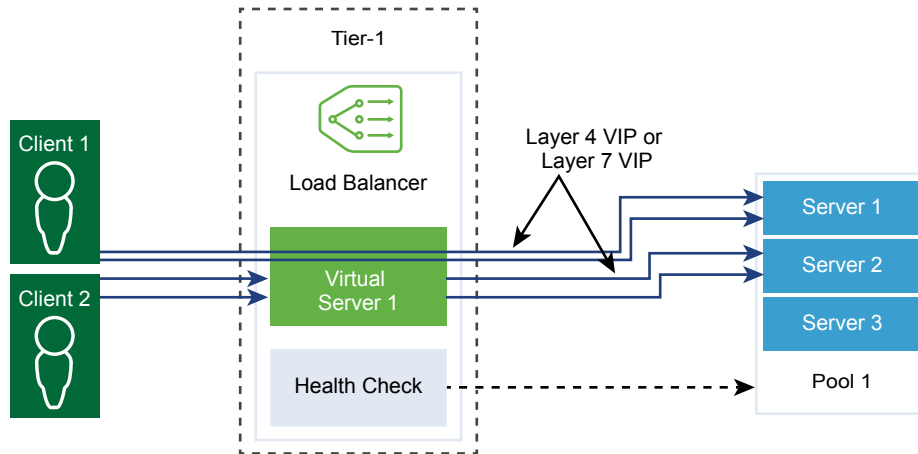 Tier-1
Client 1
Load Balancer
Layer 4 VIP or
Layer 7 VIP
Server 1
Server 2
Server 3
Pool 1
Client 2
Virtual
Server 1
Health Check